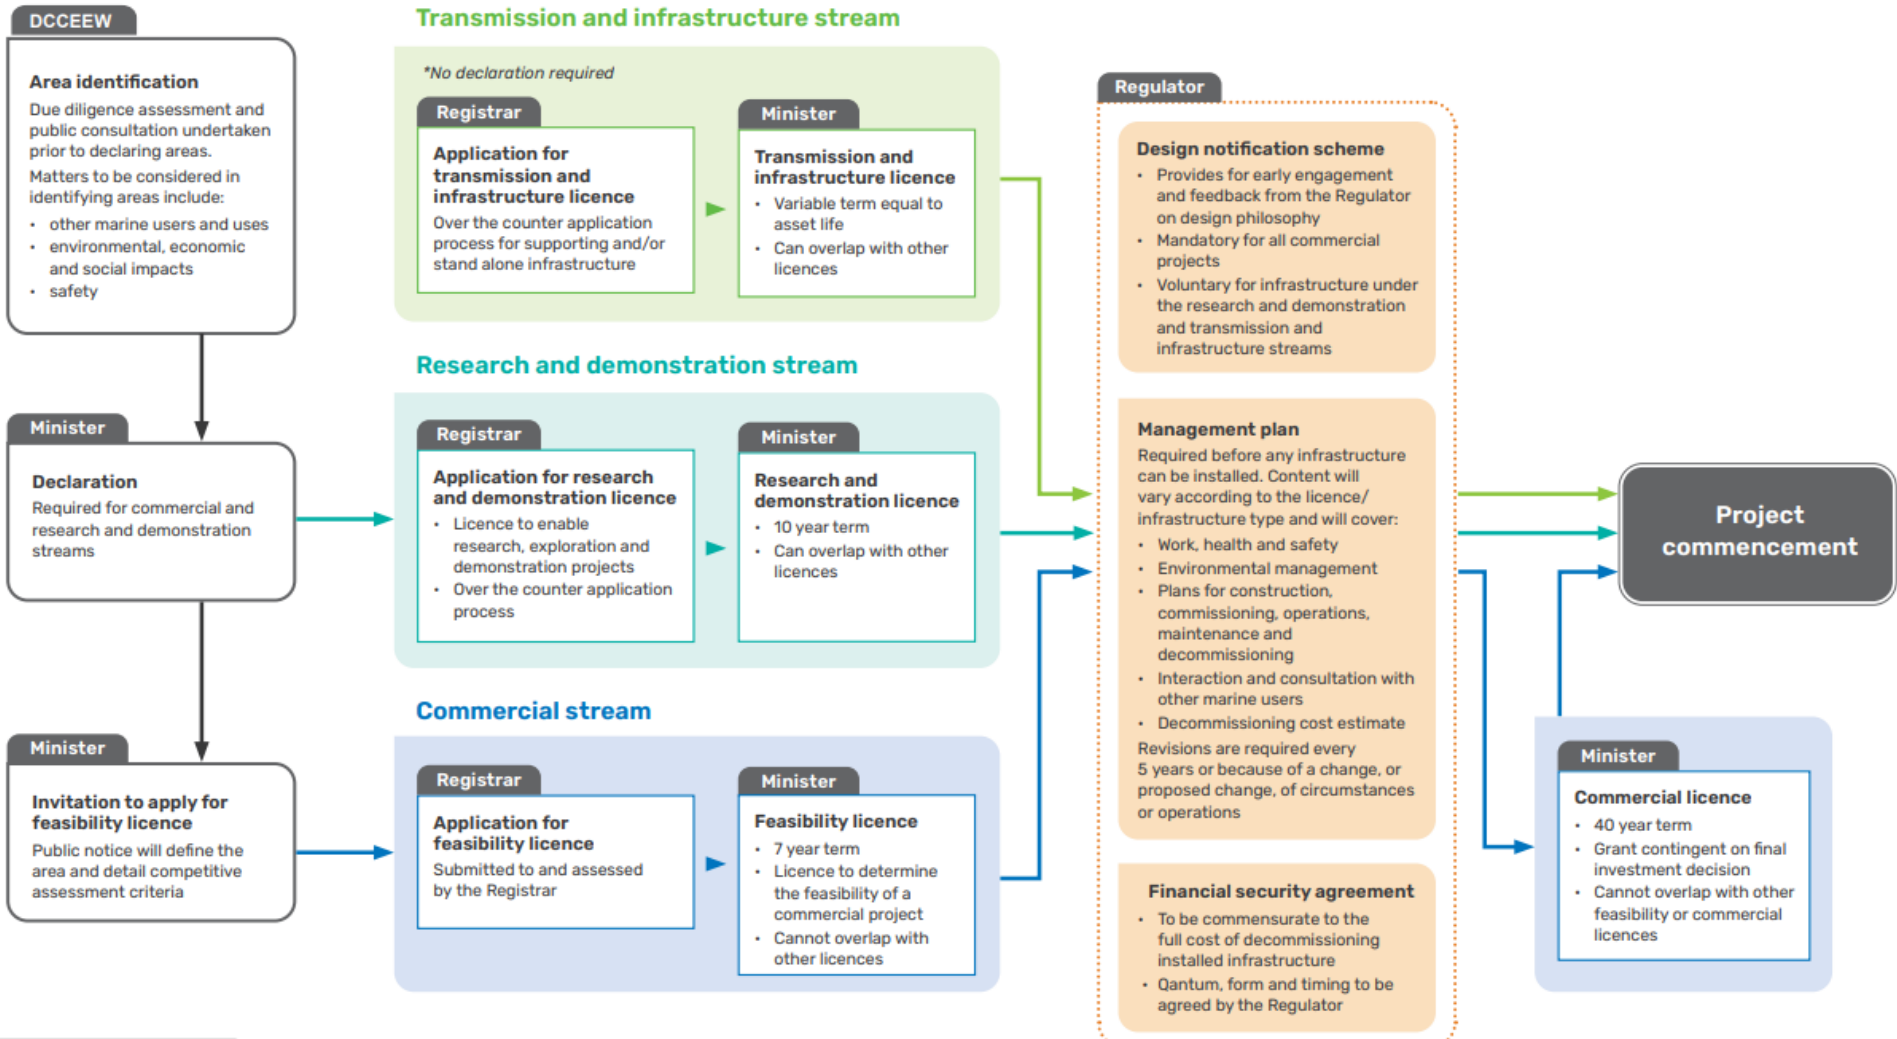 DCCEEW
Area identification
Due diligence assessment and
public consultation undertaken
prior to declaring areas.
Matters to be considered in
identifying areas include:
• other marine users and uses
• environmental, economic
and social impacts
• safety
Minister
Declaration
Required for commercial and
research and demonstration
streams
Minister
Invitation to apply for
feasibility licence
Public notice will define the
area and detail competitive
assessment criteria
Transmission and infrastructure stream
*No declaration required
Registrar
Application for
transmission and
infrastructure licence
Over the counter application
process for supporting and/or
stand alone infrastructure
Minister
Transmission and
infrastructure licence
• Variable term equal to
asset life
• Can overlap with other
licences
Research and demonstration stream
Registrar
Application for research
and demonstration licence
• Licence to enable
research, exploration and
demonstration projects
• Over the counter application
process
Minister
Research and
demonstration licence
• 10 year term
• Can overlap with other
licences
Commercial stream
Registrar
Application for
feasibility licence
Submitted to and assessed
by the Registrar
Minister
Feasibility licence
• 7 year term
• Licence to determine
the feasibility of a
commercial project
• Cannot overlap with
other licences
Regulator
Design notification scheme
• Provides for early engagement
and feedback from the Regulator
on design philosophy
• Mandatory for all commercial
projects
• Voluntary for infrastructure under
the research and demonstration
and transmission and
infrastructure streams
Management plan
Required before any infrastructure
can be installed. Content will
vary according to the licence/
infrastructure type and will cover:
• Work, health and safety
• Environmental management
• Plans for construction,
commissioning, operations,
maintenance and
decommissioning
• Interaction and consultation with
other marine users
• Decommissioning cost estimate
Revisions are required every
5 years or because of a change, or
proposed change, of circumstances
or operations
Financial security agreement
• To be commensurate to the
full cost of decommissioning
installed infrastructure
• Qantum, form and timing to be
agreed by the Regulator
Project
commencement
Minister
Commercial licence
• 40 year term
• Grant contingent on final
investment decision
• Cannot overlap with other
feasibility or commercial
licences